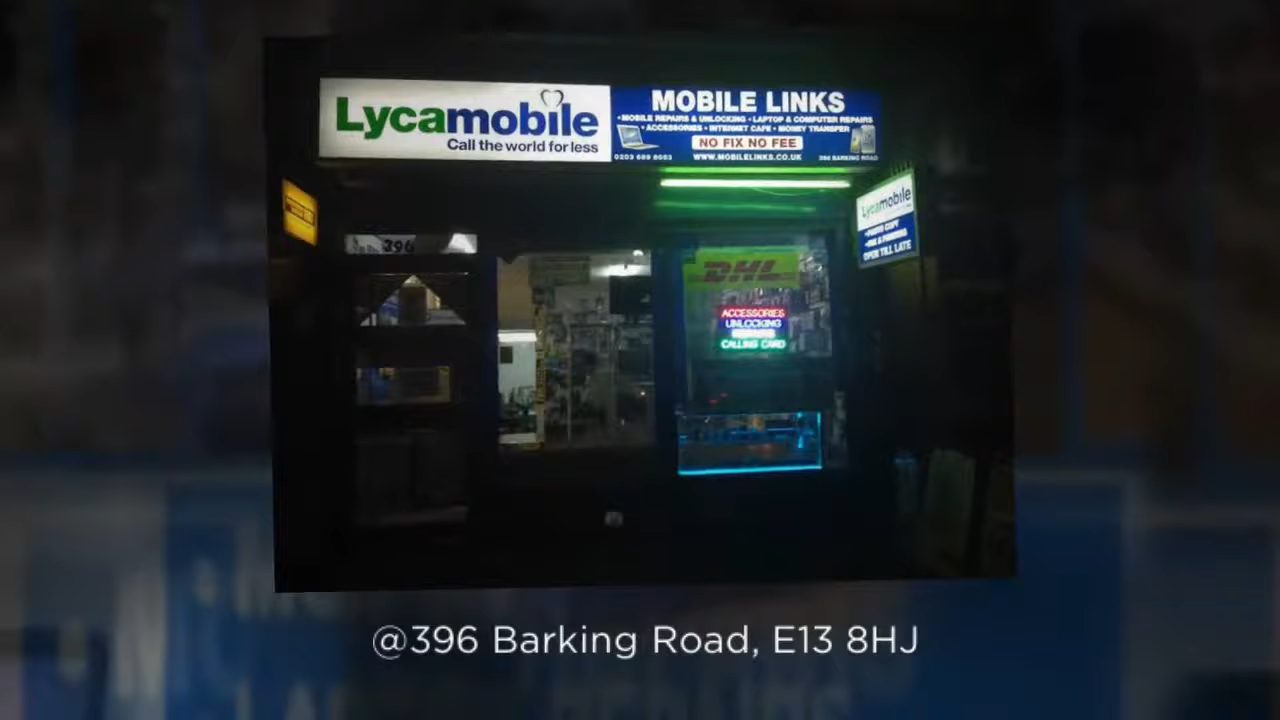 Lycamobile
Call the world for less
MOBILE LINKS
• MOBILE REPAIRS & UNLOCKING • LAPTOP & COMPUTER REPAIRS
• ACCESSORIES • INTERNET CAFE • MONEY TRANSFER
NO FIX NO FEE
WWW.MOBILELINKS.CO.UK
396 BARKING ROAD
Lycamobile
OPEN TILL LATE
396
DHL
ACCESSORIES
UNLOCKING
CALLING CARD
@396 Barking Road, E13 8HJ